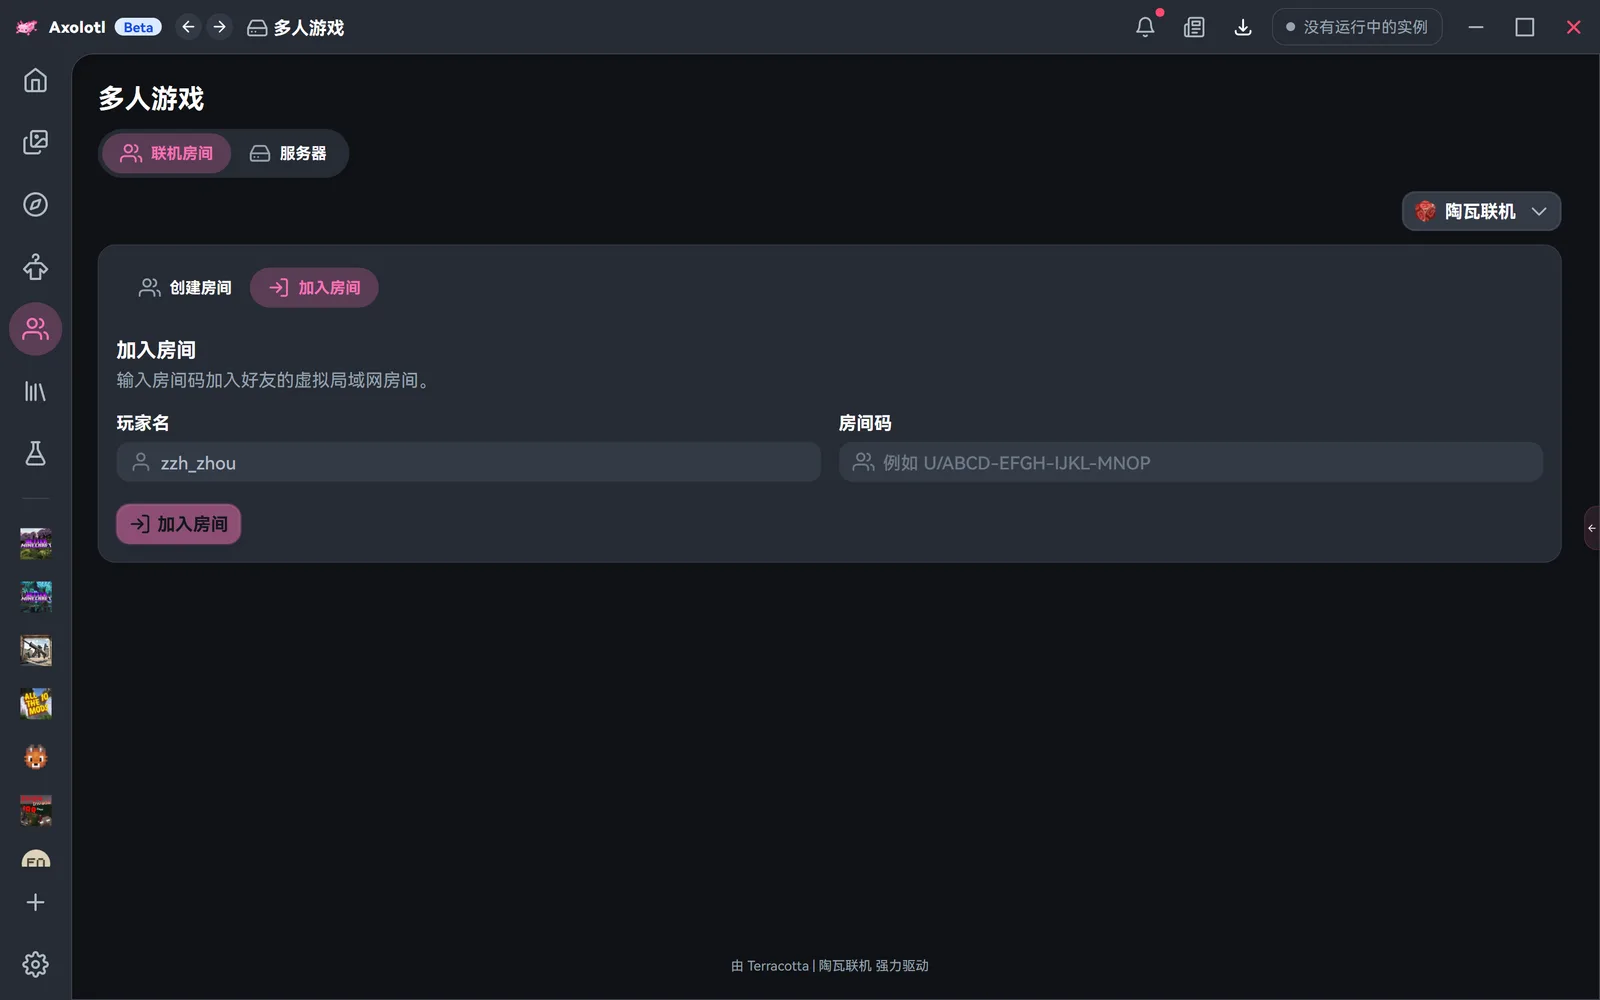 Axolotl Beta 多人游戏 没有运行中的实例
多人游戏
联机房间 服务器
陶瓦联机
创建房间 加入房间
加入房间
输入房间码加入好友的虚拟局域网房间。
玩家名 房间码
zzh_zhou 例如 U/ABCD-EFGH-IJKL-MNOP
加入房间
ALL THE 10 MODS
由 Terracotta | 陶瓦联机 强力驱动